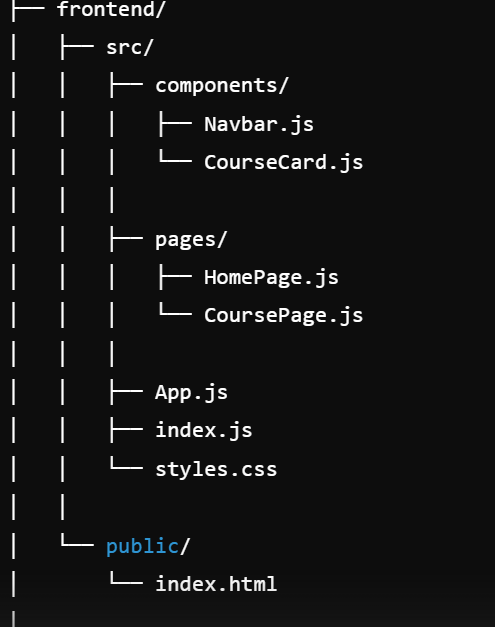 ├── frontend/
│   ├── src/
│   │   ├── components/
│   │   │   ├── Navbar.js
│   │   │   └── CourseCard.js
│   │   │
│   │   ├── pages/
│   │   │   ├── HomePage.js
│   │   │   └── CoursePage.js
│   │   │
│   │   ├── App.js
│   │   ├── index.js
│   │   └── styles.css
│   │
│   └── public/
│       └── index.html
│